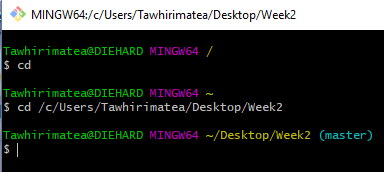 MINGW64:/c/Users/Tawhirimatea/Desktop/Week2
Tawhirimatea@DIEHARD MINGW64 /
$ cd
Tawhirimatea@DIEHARD MINGW64 ~
$ cd /c/Users/Tawhirimatea/Desktop/Week2
Tawhirimatea@DIEHARD MINGW64 ~/Desktop/Week2 (master)
$